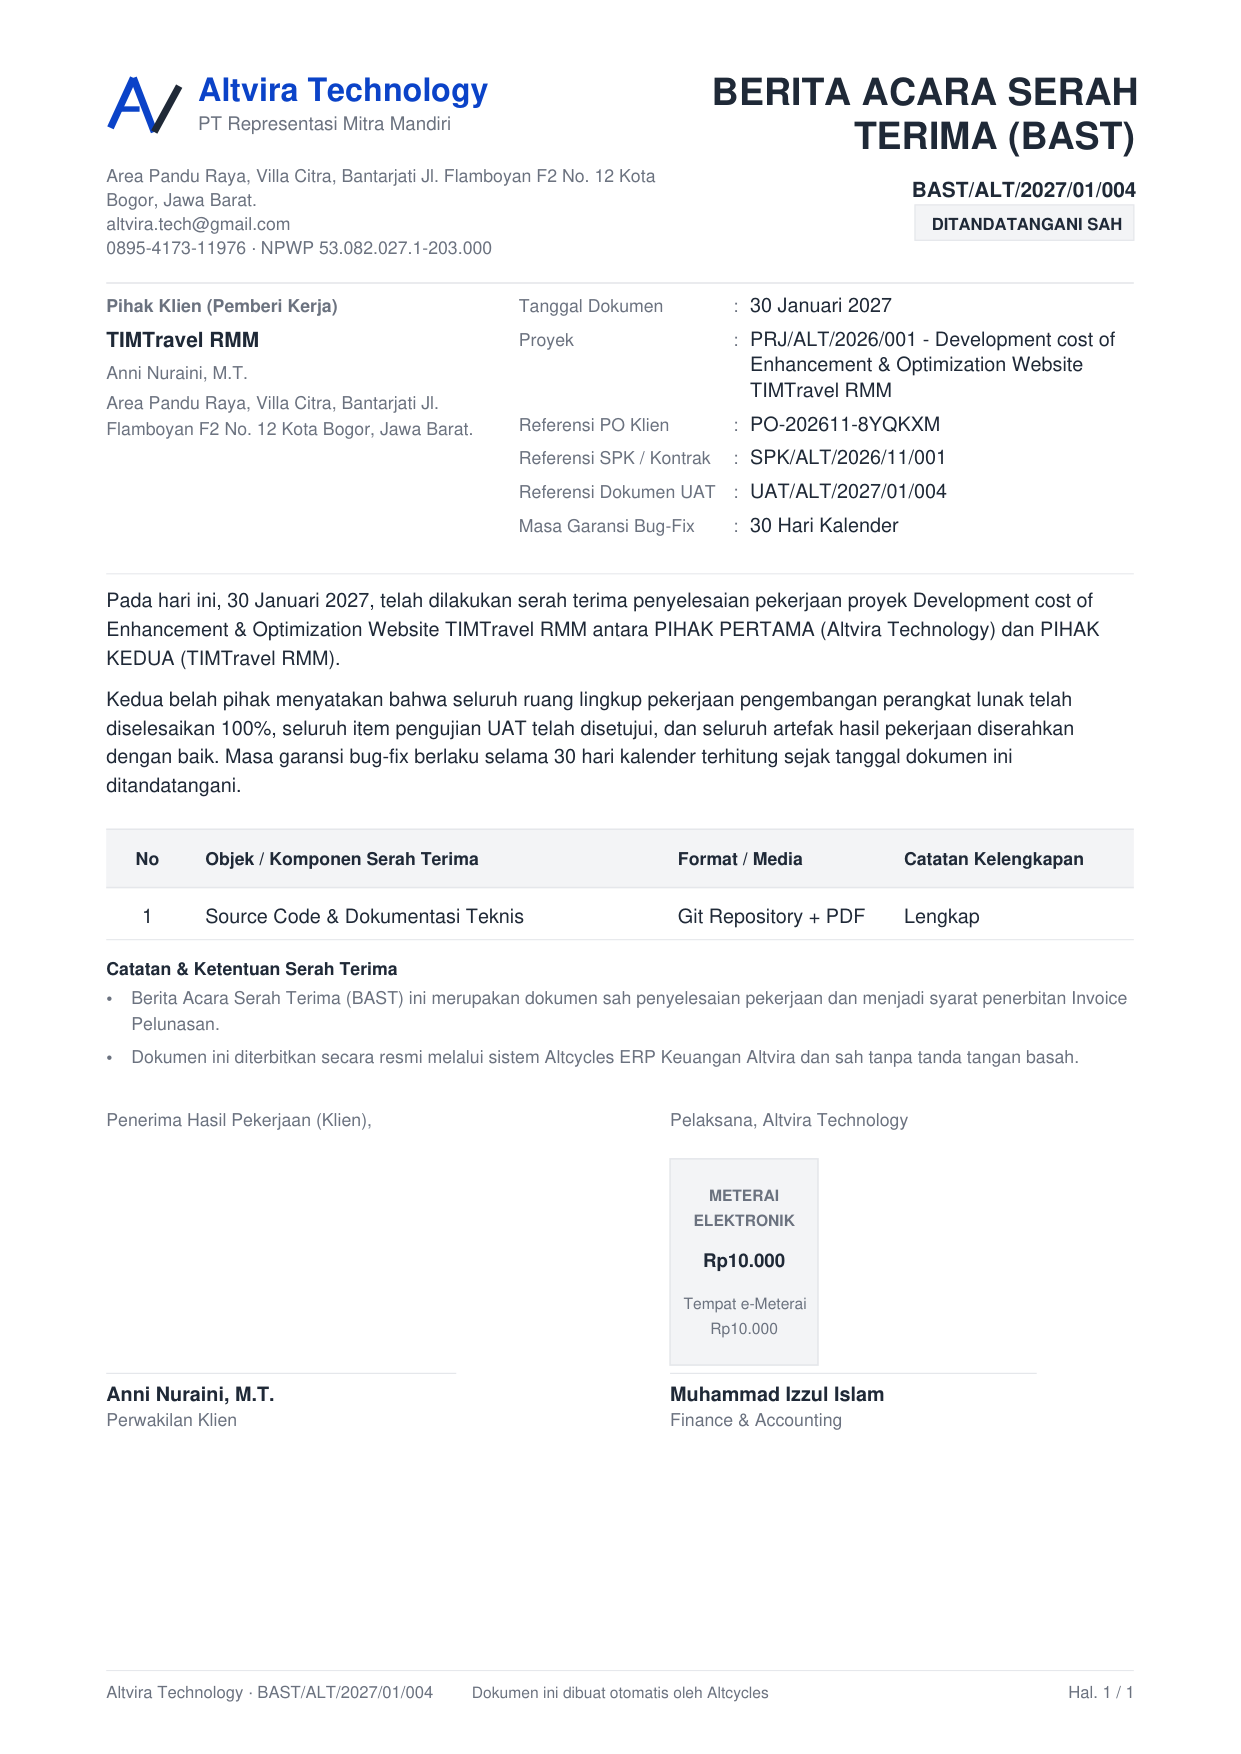 Altvira Technology
PT Representasi Mitra Mandiri
Area Pandu Raya, Villa Citra, Bantarjati Jl. Flamboyan F2 No. 12 Kota
Bogor, Jawa Barat.
altvira.tech@gmail.com
0895-4173-11976 · NPWP 53.082.027.1-203.000
BERITA ACARA SERAH
TERIMA (BAST)
BAST/ALT/2027/01/004
DITANDATANGANI SAH
Pihak Klien (Pemberi Kerja)
TIMTravel RMM
Anni Nuraini, M.T.
Area Pandu Raya, Villa Citra, Bantarjati Jl.
Flamboyan F2 No. 12 Kota Bogor, Jawa Barat.
Tanggal Dokumen : 30 Januari 2027
Proyek : PRJ/ALT/2026/001 - Development cost of
Enhancement & Optimization Website
TIMTravel RMM
Referensi PO Klien : PO-202611-8YQKXM
Referensi SPK / Kontrak : SPK/ALT/2026/11/001
Referensi Dokumen UAT : UAT/ALT/2027/01/004
Masa Garansi Bug-Fix : 30 Hari Kalender
Pada hari ini, 30 Januari 2027, telah dilakukan serah terima penyelesaian pekerjaan proyek Development cost of
Enhancement & Optimization Website TIMTravel RMM antara PIHAK PERTAMA (Altvira Technology) dan PIHAK
KEDUA (TIMTravel RMM).
Kedua belah pihak menyatakan bahwa seluruh ruang lingkup pekerjaan pengembangan perangkat lunak telah
diselesaikan 100%, seluruh item pengujian UAT telah disetujui, dan seluruh artefak hasil pekerjaan diserahkan
dengan baik. Masa garansi bug-fix berlaku selama 30 hari kalender terhitung sejak tanggal dokumen ini
ditandatangani.
No Objek / Komponen Serah Terima Format / Media Catatan Kelengkapan
1 Source Code & Dokumentasi Teknis Git Repository + PDF Lengkap
Catatan & Ketentuan Serah Terima
• Berita Acara Serah Terima (BAST) ini merupakan dokumen sah penyelesaian pekerjaan dan menjadi syarat penerbitan Invoice
Pelunasan.
• Dokumen ini diterbitkan secara resmi melalui sistem Altcycles ERP Keuangan Altvira dan sah tanpa tanda tangan basah.
Penerima Hasil Pekerjaan (Klien),
Anni Nuraini, M.T.
Perwakilan Klien
Pelaksana, Altvira Technology
METERAI
ELEKTRONIK
Rp10.000
Tempat e-Meterai
Rp10.000
Muhammad Izzul Islam
Finance & Accounting
Altvira Technology · BAST/ALT/2027/01/004 Dokumen ini dibuat otomatis oleh Altcycles Hal. 1 / 1